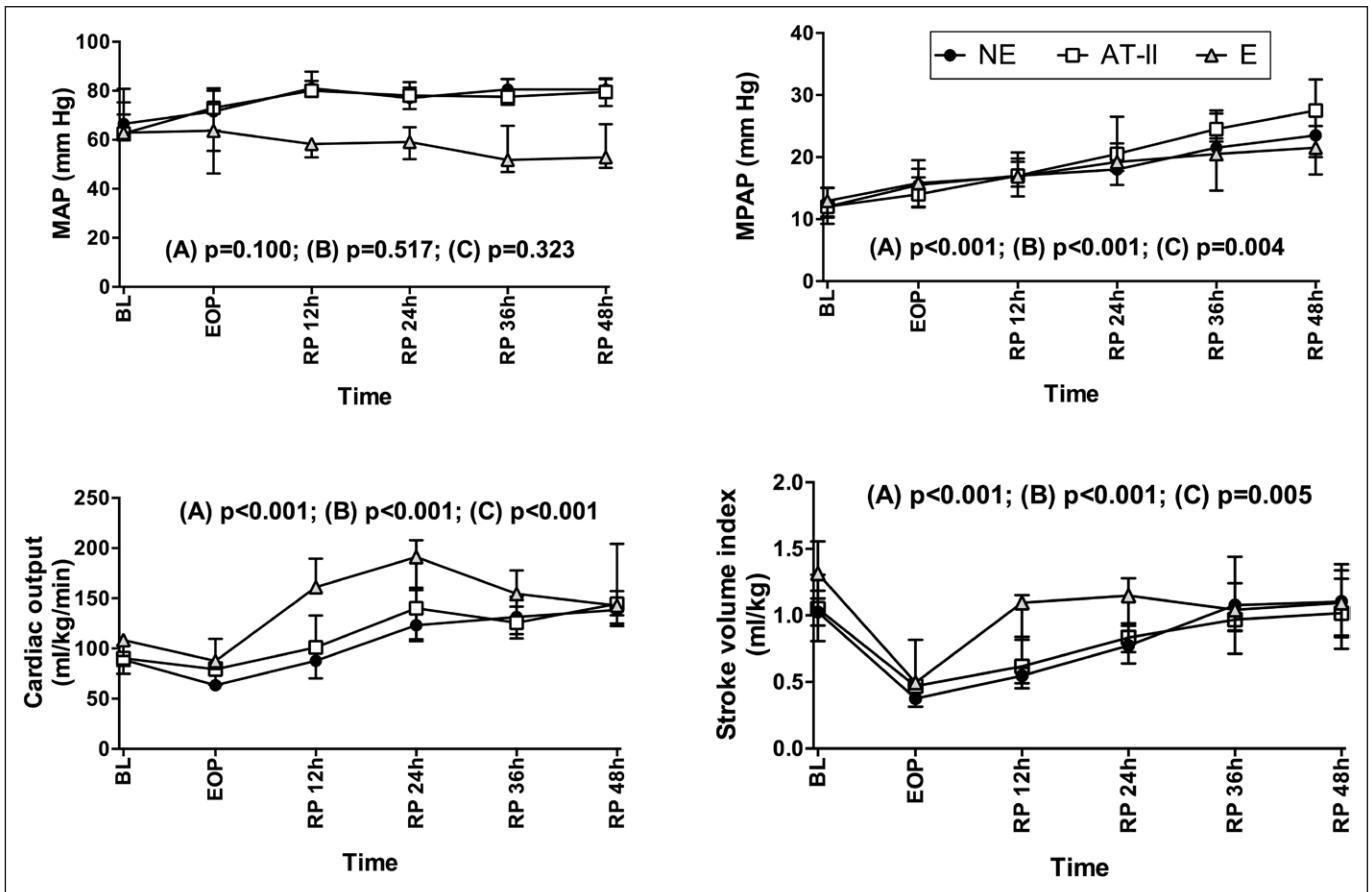 100
80
60
40
20
0
MAP (mm Hg)
(A) p=0.100; (B) p=0.517; (C) p=0.323
BL
EOP
RP 12h
RP 24h
RP 36h
RP 48h
Time
NE AT-II E
40
30
20
10
0
MPAP (mm Hg)
(A) p<0.001; (B) p<0.001; (C) p=0.004
BL
EOP
RP 12h
RP 24h
RP 36h
RP 48h
Time
250
200
150
100
50
0
Cardiac output
(ml/kg/min)
(A) p<0.001; (B) p<0.001; (C) p<0.001
BL
EOP
RP 12h
RP 24h
RP 36h
RP 48h
Time
2.0
1.5
1.0
0.5
0.0
Stroke volume index
(ml/kg)
(A) p<0.001; (B) p<0.001; (C) p=0.005
BL
EOP
RP 12h
RP 24h
RP 36h
RP 48h
Time